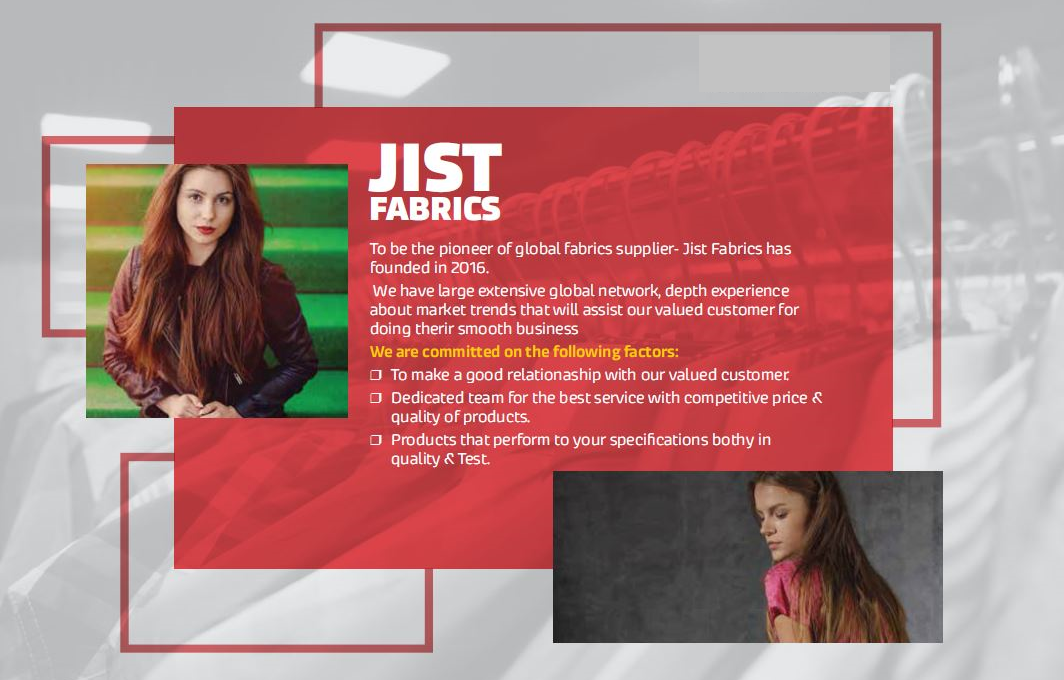 JIST
FABRICS
To be the pioneer of global fabrics supplier- Jist Fabrics has
founded in 2016.
We have large extensive global network, depth experience
about market trends that will assist our valued customer for
doing therir smooth business
We are committed on the following factors:
❒ To make a good relationaship with our valued customer.
❒ Dedicated team for the best service with competitive price &
quality of products.
❒ Products that perform to your specifications bothy in
quality & Test.